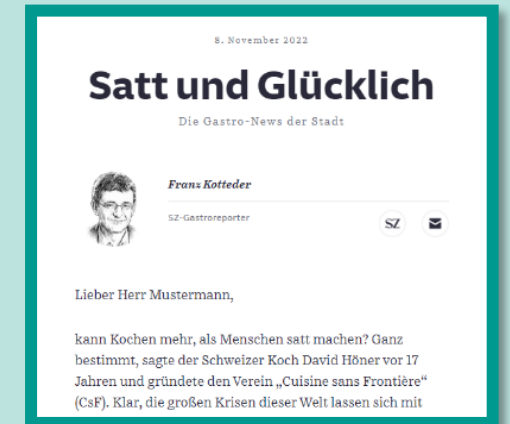 8. November 2022
Satt und Glücklich
Die Gastro-News der Stadt
Franz Kotteder
SZ-Gastroreporter
SZ
Lieber Herr Mustermann,
kann Kochen mehr, als Menschen satt machen? Ganz
bestimmt, sagte der Schweizer Koch David Höner vor 17
Jahren und gründete den Verein „Cuisine sans Frontière“
(CsF). Klar, die großen Krisen dieser Welt lassen sich mit